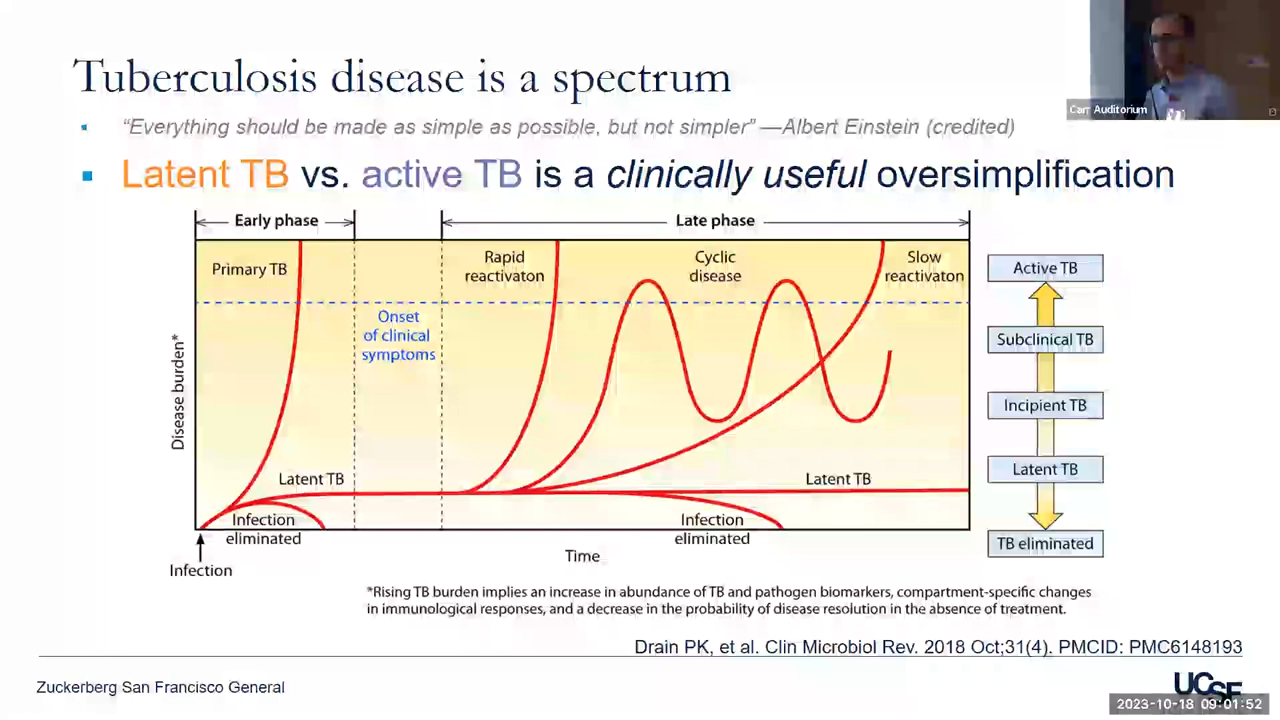 Tuberculosis disease is a spectrum
Carr Auditorium
“Everything should be made as simple as possible, but not simpler” —Albert Einstein (credited)
Latent TB vs. active TB is a clinically useful oversimplification
Early phase
Late phase
Primary TB
Rapid
reactivaton
Cyclic
disease
Slow
reactivaton
Onset
of clinical
symptoms
Disease burden*
Latent TB
Latent TB
Infection
eliminated
Infection
eliminated
Time
Infection
Active TB
Subclinical TB
Incipient TB
Latent TB
TB eliminated
*Rising TB burden implies an increase in abundance of TB and pathogen biomarkers, compartment-specific changes
in immunological responses, and a decrease in the probability of disease resolution in the absence of treatment.
Drain PK, et al. Clin Microbiol Rev. 2018 Oct;31(4). PMCID: PMC6148193
Zuckerberg San Francisco General
UCSF
2023-10-18 09:01:52